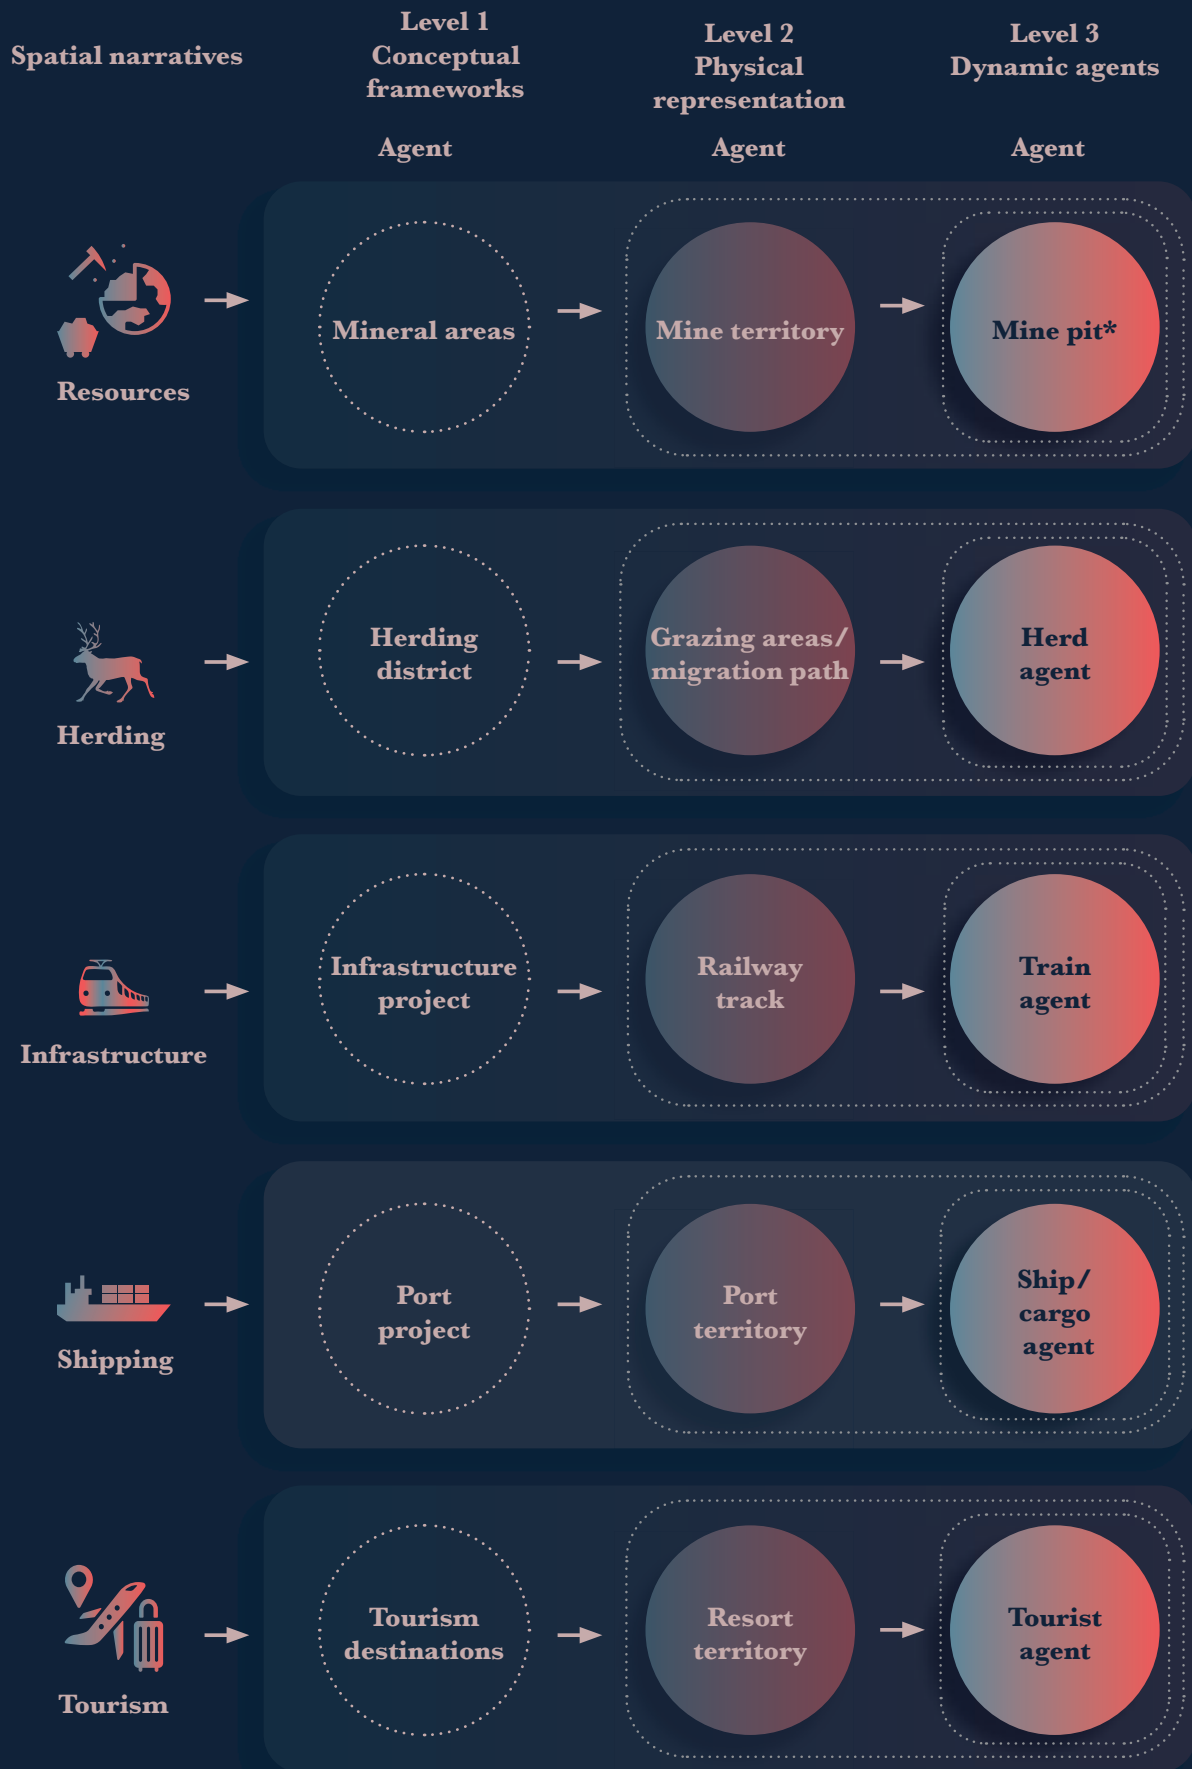 Spatial narratives
Level 1
Conceptual
frameworks
Level 2
Physical
representation
Level 3
Dynamic agents
Agent
Agent
Agent
Resources
Mineral areas
Mine territory
Mine pit*
Herding
Herding
district
Grazing areas/
migration path
Herd
agent
Infrastructure
Infrastructure
project
Railway
track
Train
agent
Shipping
Port
project
Port
territory
Ship/
cargo
agent
Tourism
Tourism
destinations
Resort
territory
Tourist
agent